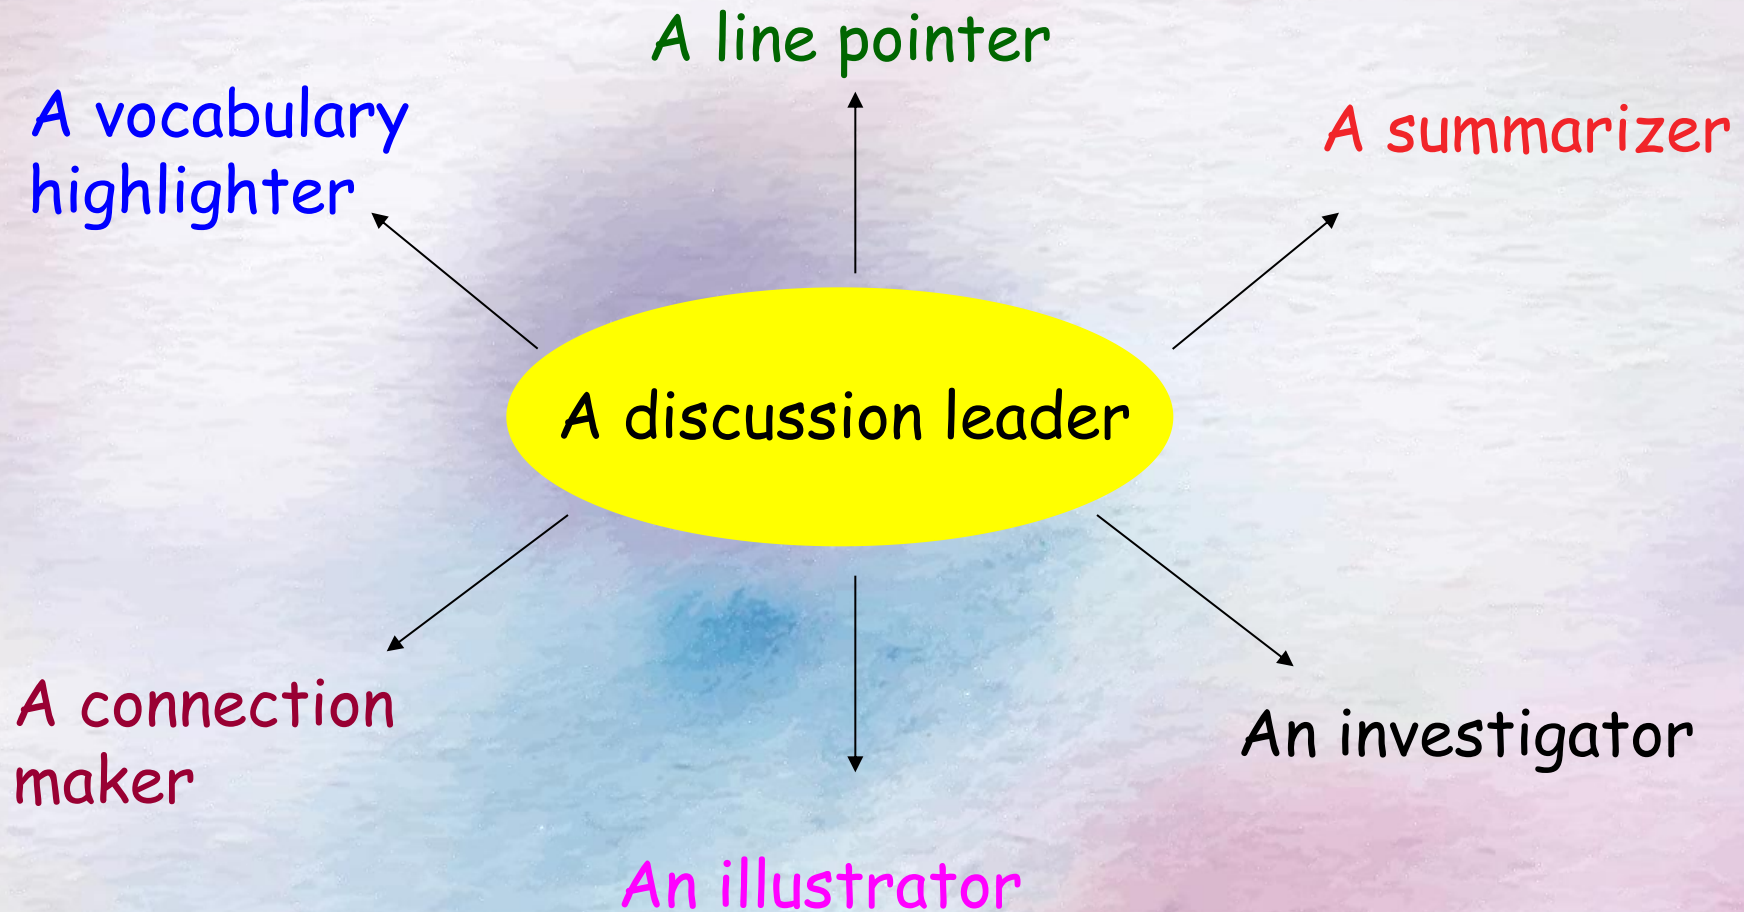 A line pointer
A vocabulary
highlighter
A summarizer
A discussion leader
A connection
maker
An investigator
An illustrator